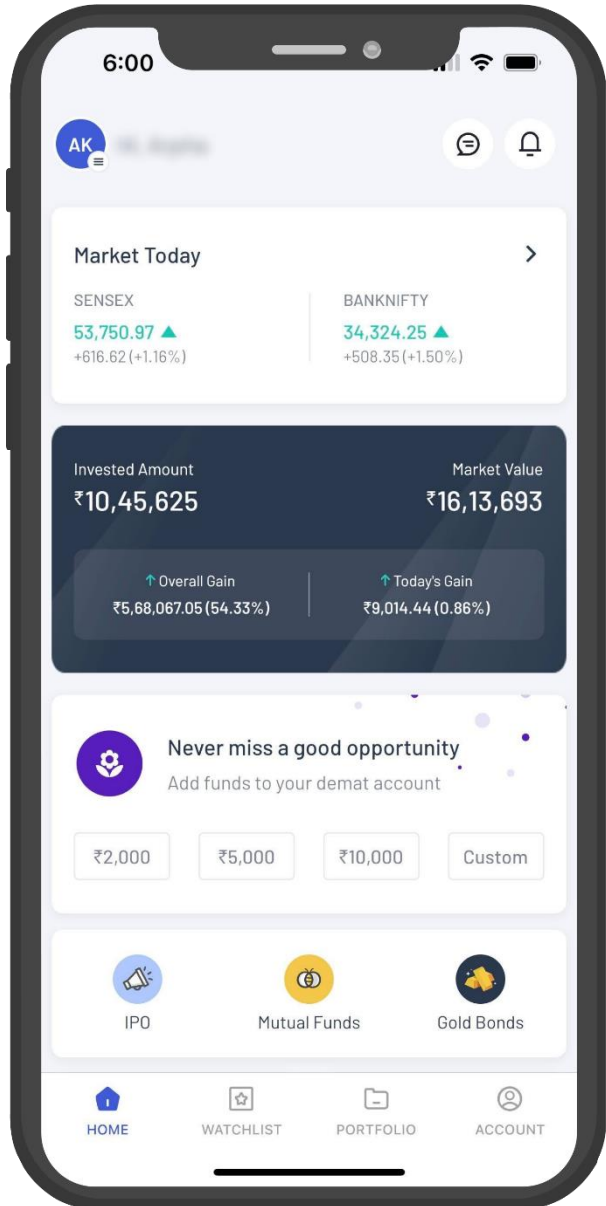 6:00
AK
Market Today
SENSEX
BANKNIFTY
53,750.97 ▲
34,324.25 ▲
+616.62 (+1.16%)
+508.35 (+1.50%)
Invested Amount
Market Value
₹10,45,625
₹16,13,693
↑ Overall Gain
↑ Today's Gain
₹5,68,067.05 (54.33%)
₹9,014.44 (0.86%)
Never miss a good opportunity
Add funds to your demat account
₹2,000
₹5,000
₹10,000
Custom
IPO
Mutual Funds
Gold Bonds
HOME
WATCHLIST
PORTFOLIO
ACCOUNT